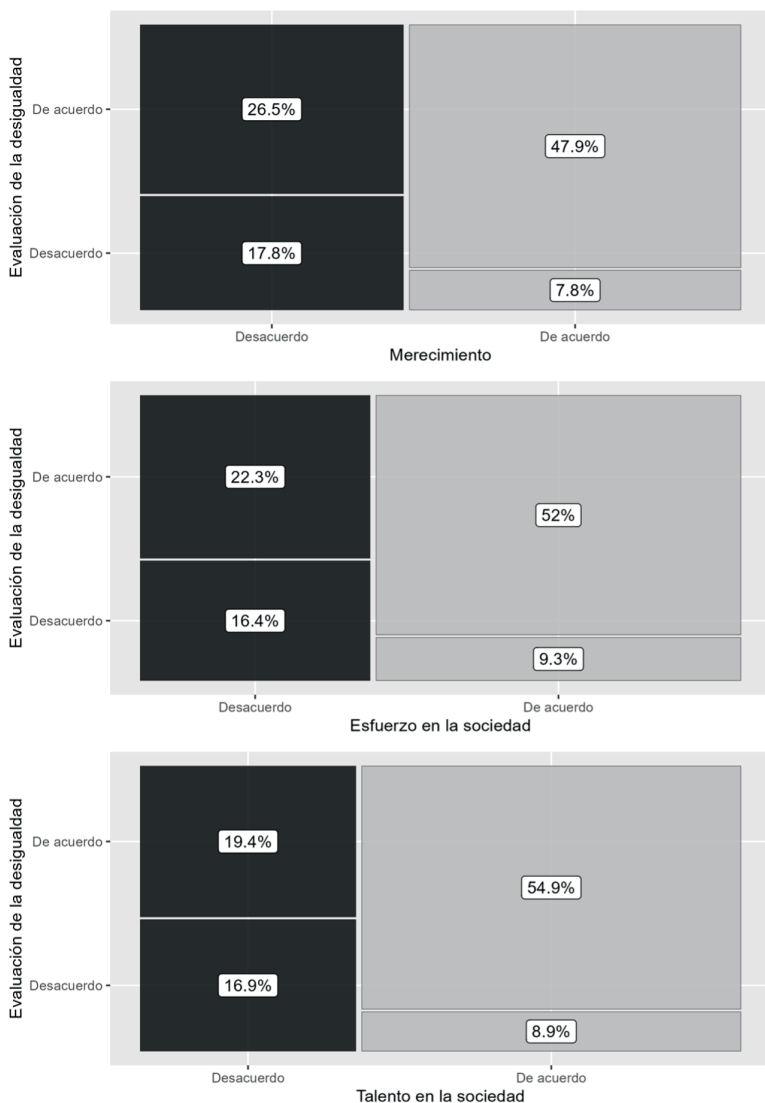 Evaluación de la desigualdad
De acuerdo
Desacuerdo
26.5%
47.9%
17.8%
7.8%
Desacuerdo
De acuerdo
Merecimiento
Evaluación de la desigualdad
De acuerdo
Desacuerdo
22.3%
52%
16.4%
9.3%
Desacuerdo
De acuerdo
Esfuerzo en la sociedad
Evaluación de la desigualdad
De acuerdo
Desacuerdo
19.4%
54.9%
16.9%
8.9%
Desacuerdo
De acuerdo
Talento en la sociedad